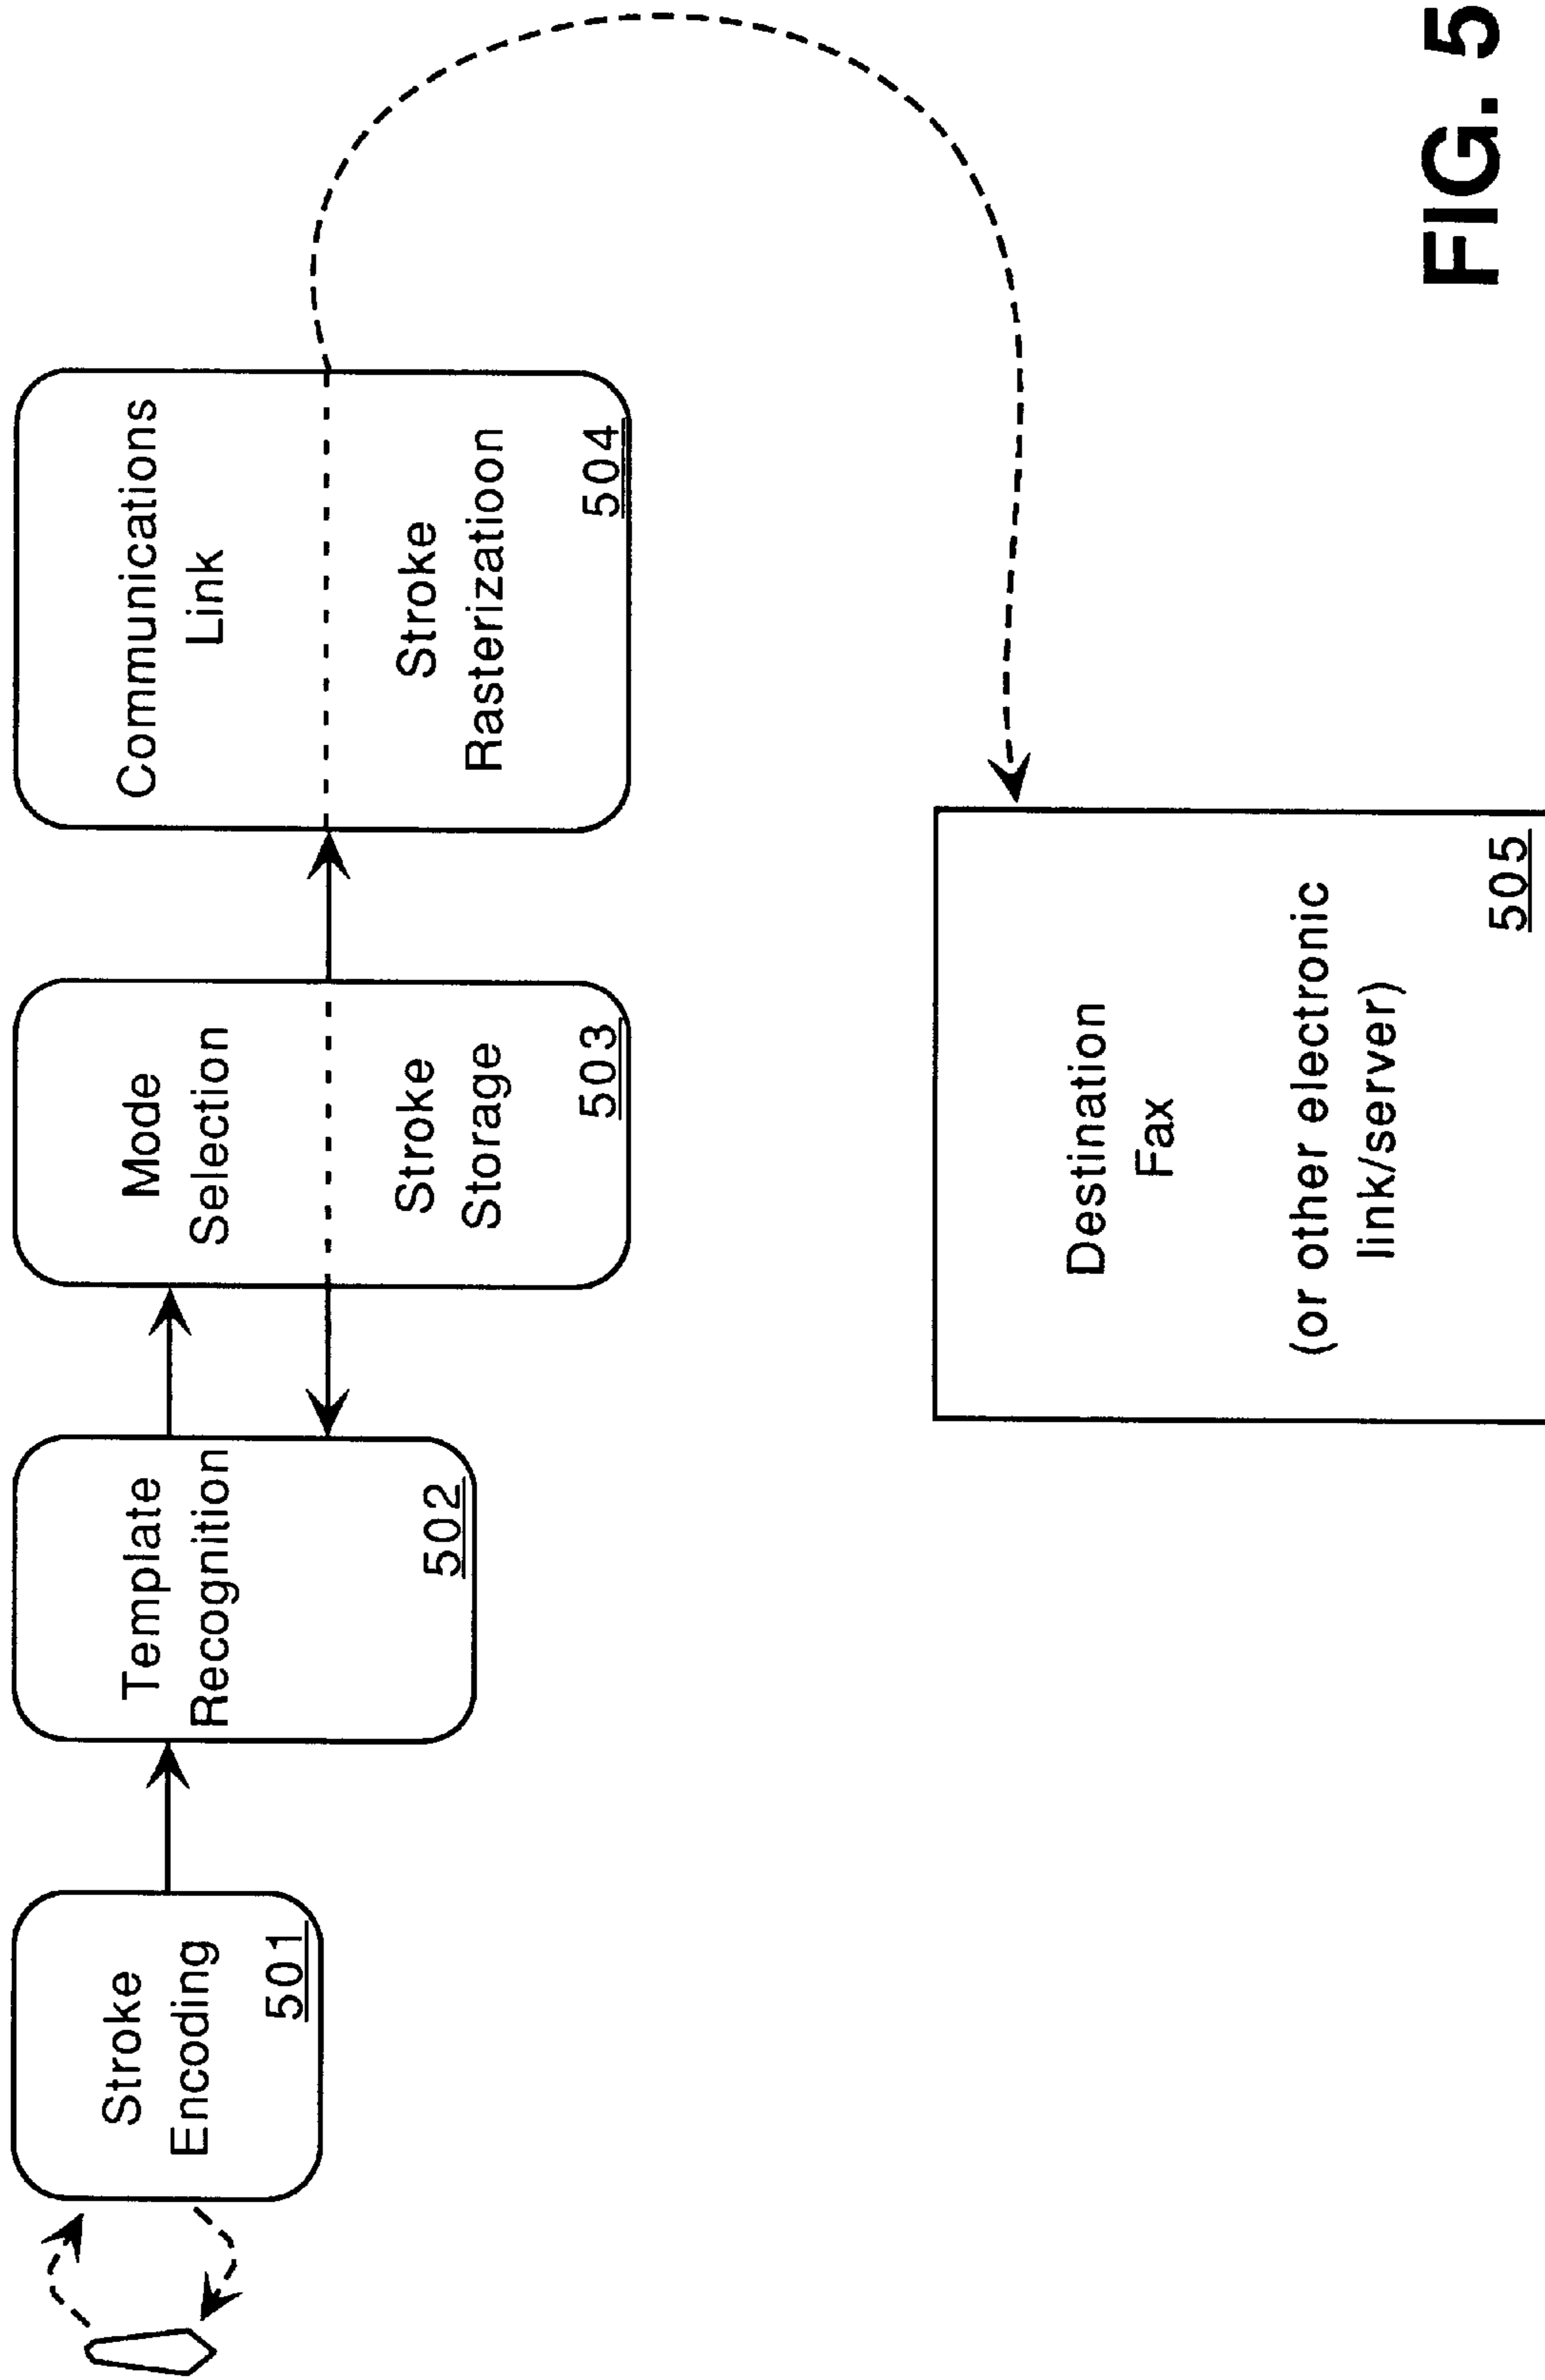 Stroke
Encoding
501
Template
Recognition
502
Mode
Selection
Stroke
Storage
503
Communications
Link
Stroke
Rasterizatioon
504
Destination
Fax
(or other electronic
link/server)
505
FIG. 5